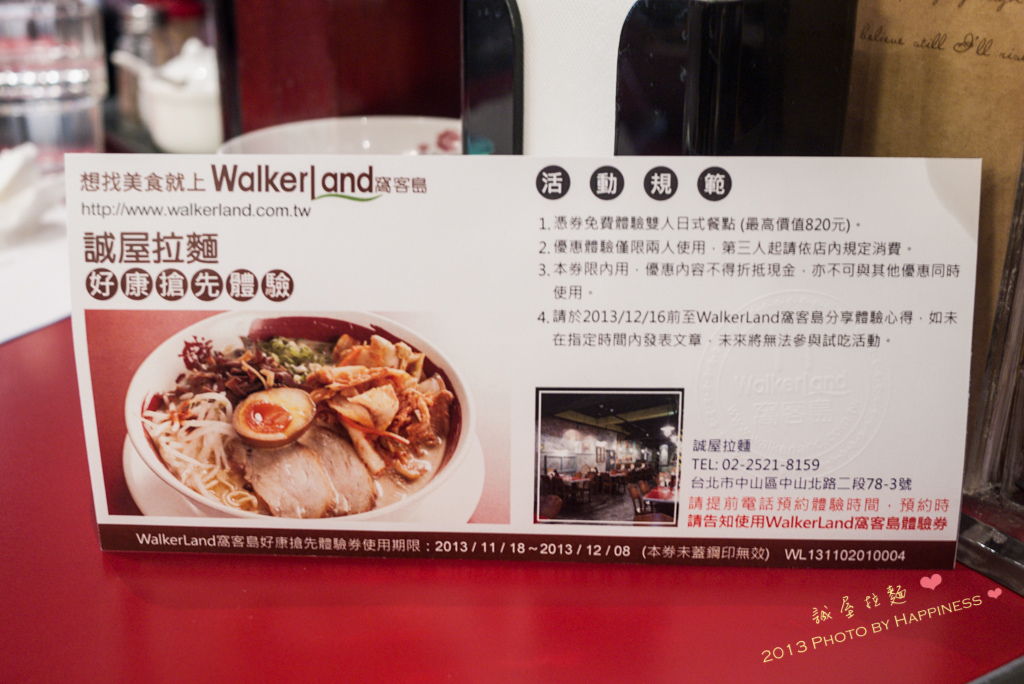 believe still I'll
想找美食就上WalkerLand窩客島
http://www.walkerland.com.tw
誠屋拉麵
好康搶先體驗
活動規範
1. 憑券免費體驗雙人日式餐點 (最高價值820元)。
2. 優惠體驗僅限兩人使用，第三人起請依店內規定消費。
3. 本券限內用，優惠內容不得折抵現金，亦不可與其他優惠同時
使用。
4. 請於2013/12/16前至WalkerLand窩客島分享體驗心得，如未
在指定時間內發表文章，未來將無法參與試吃活動。
WalkerLand
窩客島
誠屋拉麵
TEL: 02-2521-8159
台北市中山區中山北路二段78-3號
請提前電話預約體驗時間，預約時
請告知使用WalkerLand窩客島體驗券
WalkerLand窩客島好康搶先體驗券使用期限：2013 / 11 / 18～2013 / 12 / 08 (本券未蓋鋼印無效) WL131102010004
誠屋拉麵
2013 Photo by Happiness